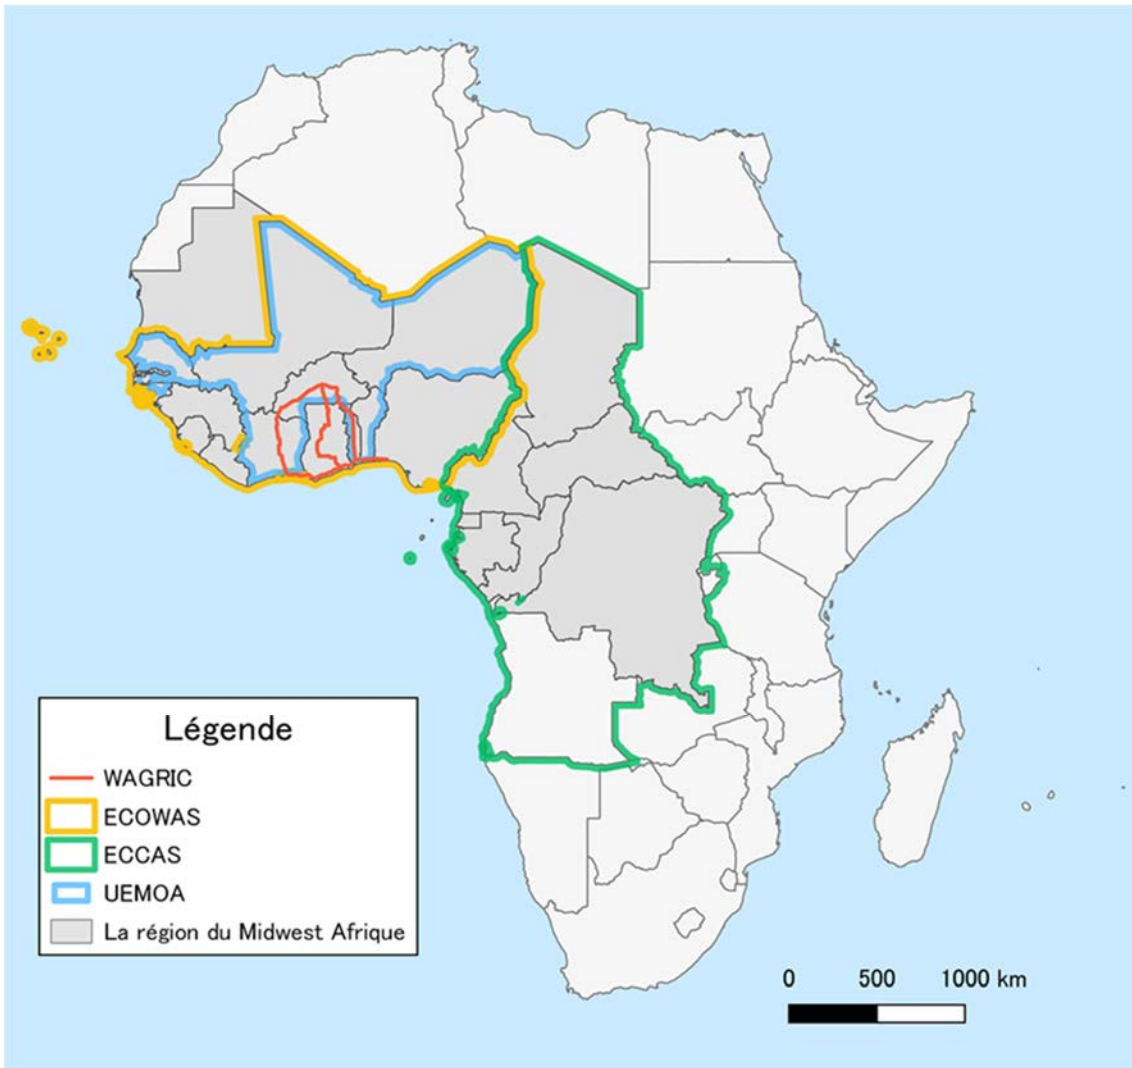 Légende
WAGRIC
ECOWAS
ECCAS
UEMOA
La région du Midwest Afrique
0 500 1000 km